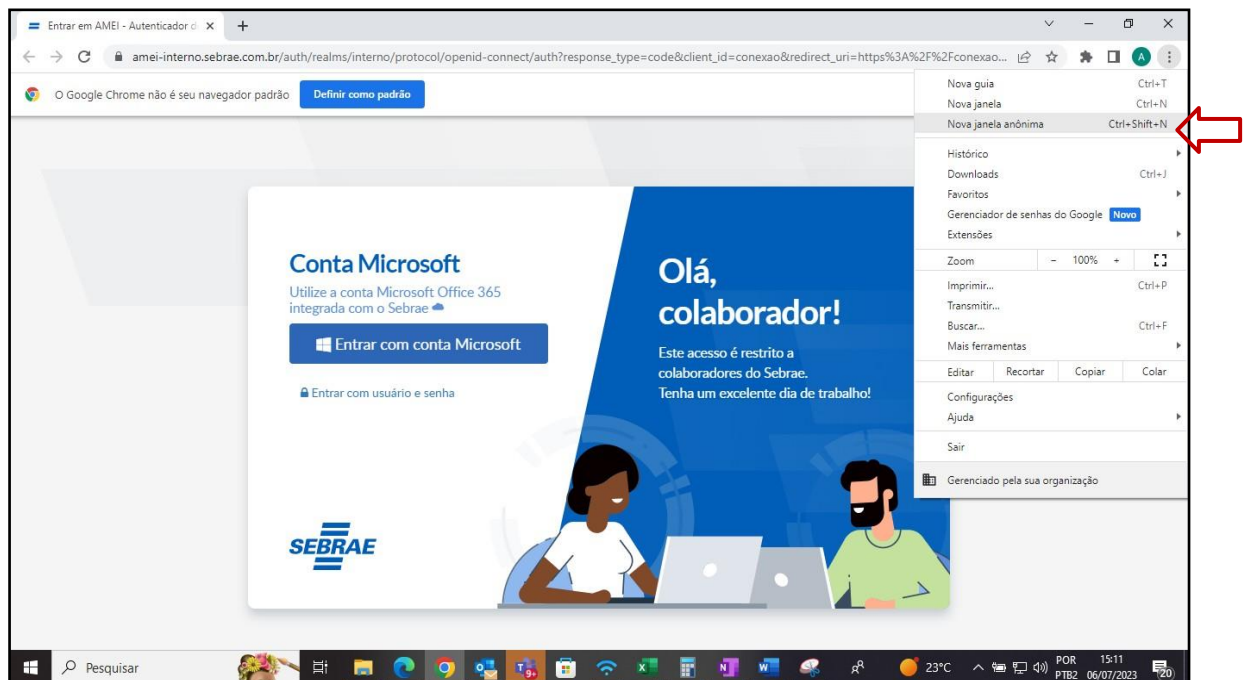 Entrar em AMEI - Autenticador d
amei-interno.sebrae.com.br/auth/realms/interno/protocol/openid-connect/auth?response_type=code&client_id=conexao&redirect_uri=https%3A%2F%2Fconexao...
A
O Google Chrome não é seu navegador padrão
Definir como padrão
Nova guia Ctrl+T
Nova janela Ctrl+N
Nova janela anônima Ctrl+Shift+N
Histórico
Downloads Ctrl+J
Favoritos
Gerenciador de senhas do Google Novo
Extensões
Zoom - 100% +
Imprimir... Ctrl+P
Transmitir...
Buscar... Ctrl+F
Mais ferramentas
Editar Recortar Copiar Colar
Configurações
Ajuda
Sair
Gerenciado pela sua organização
Conta Microsoft
Utilize a conta Microsoft Office 365
integrada com o Sebrae
Entrar com conta Microsoft
Entrar com usuário e senha
SEBRAE
Olá,
colaborador!
Este acesso é restrito a
colaboradores do Sebrae.
Tenha um excelente dia de trabalho!
Pesquisar
9+
23°C
POR 15:11
PTB2 06/07/2023
20